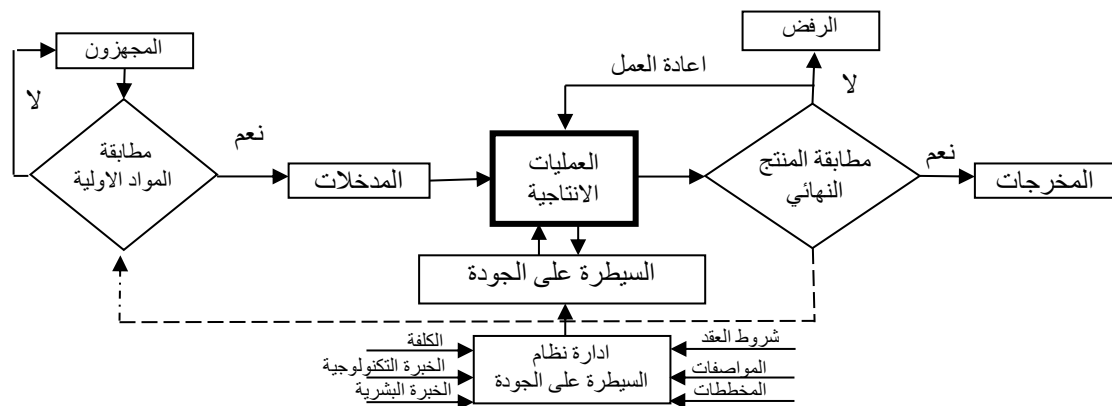 الرفض
المجهزون
اعادة العمل
لا
لا
نعم
مطابقة
المواد الاولية
المدخلات
العمليات
الانتاجية
مطابقة المنتج
النهائي
نعم
المخرجات
السيطرة على الجودة
ادارة نظام
السيطرة على الجودة
الكلفة
الخبرة التكنولوجية
الخبرة البشرية
شروط العقد
المواصفات
المخططات